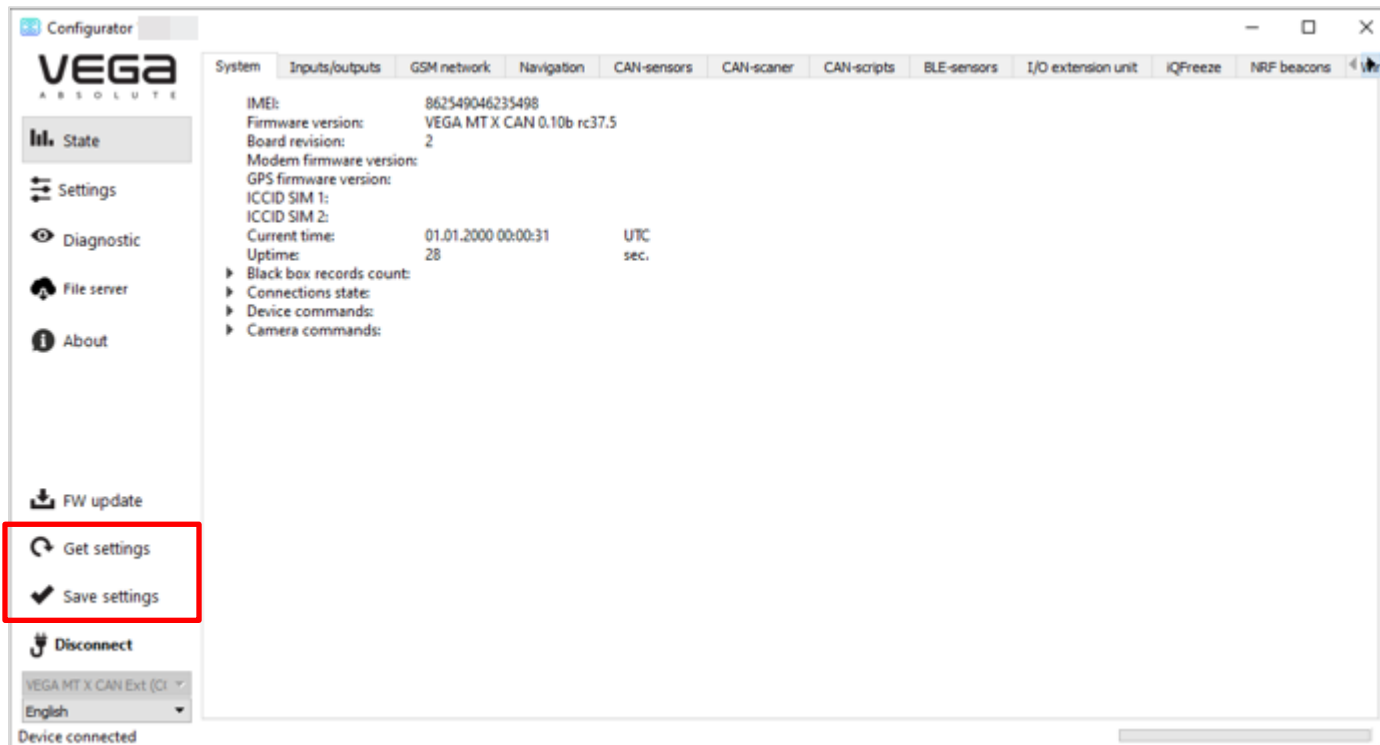 Configurator
VEGA
ABSOLUTE
State
Settings
Diagnostic
File server
About
FW update
Get settings
Save settings
Disconnect
VEGA MT X CAN Ext (
English
Device connected
System Inputs/outputs GSM network Navigation CAN-sensors CAN-scaner CAN-scripts BLE-sensors I/O extension unit iQFreeze NRF beacons
IMEI: 862549046235498
Firmware version: VEGA MT X CAN 0.10b rc37.5
Board revision: 2
Modem firmware version:
GPS firmware version:
ICCID SIM 1:
ICCID SIM 2:
Current time: 01.01.2000 00:00:31 UTC
Uptime: 28 sec.
Black box records count:
Connections state:
Device commands:
Camera commands: